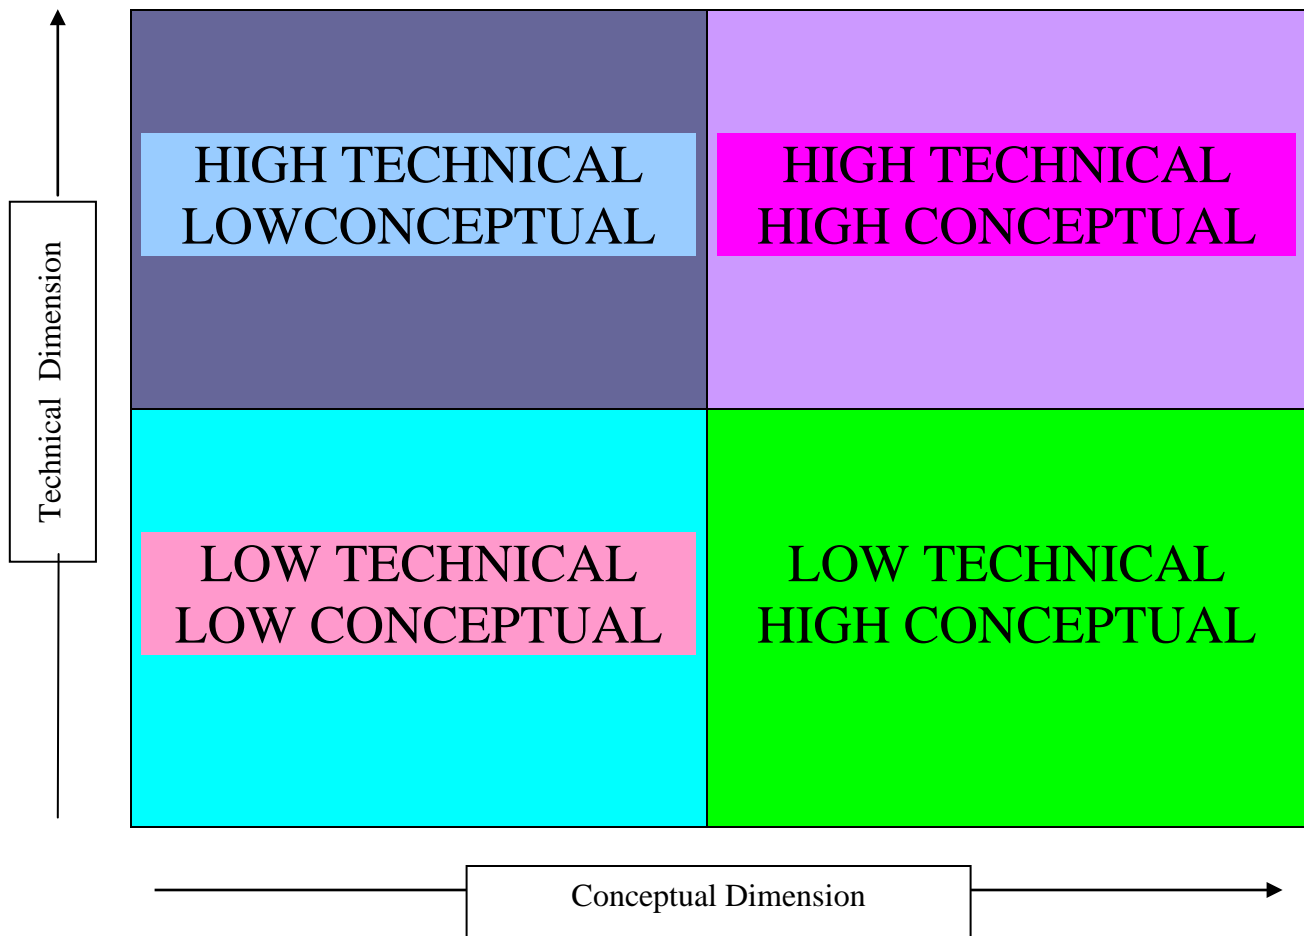 HIGH TECHNICAL
LOWCONCEPTUAL
HIGH TECHNICAL
HIGH CONCEPTUAL
Technical Dimension
LOW TECHNICAL
LOW CONCEPTUAL
LOW TECHNICAL
HIGH CONCEPTUAL
Conceptual Dimension